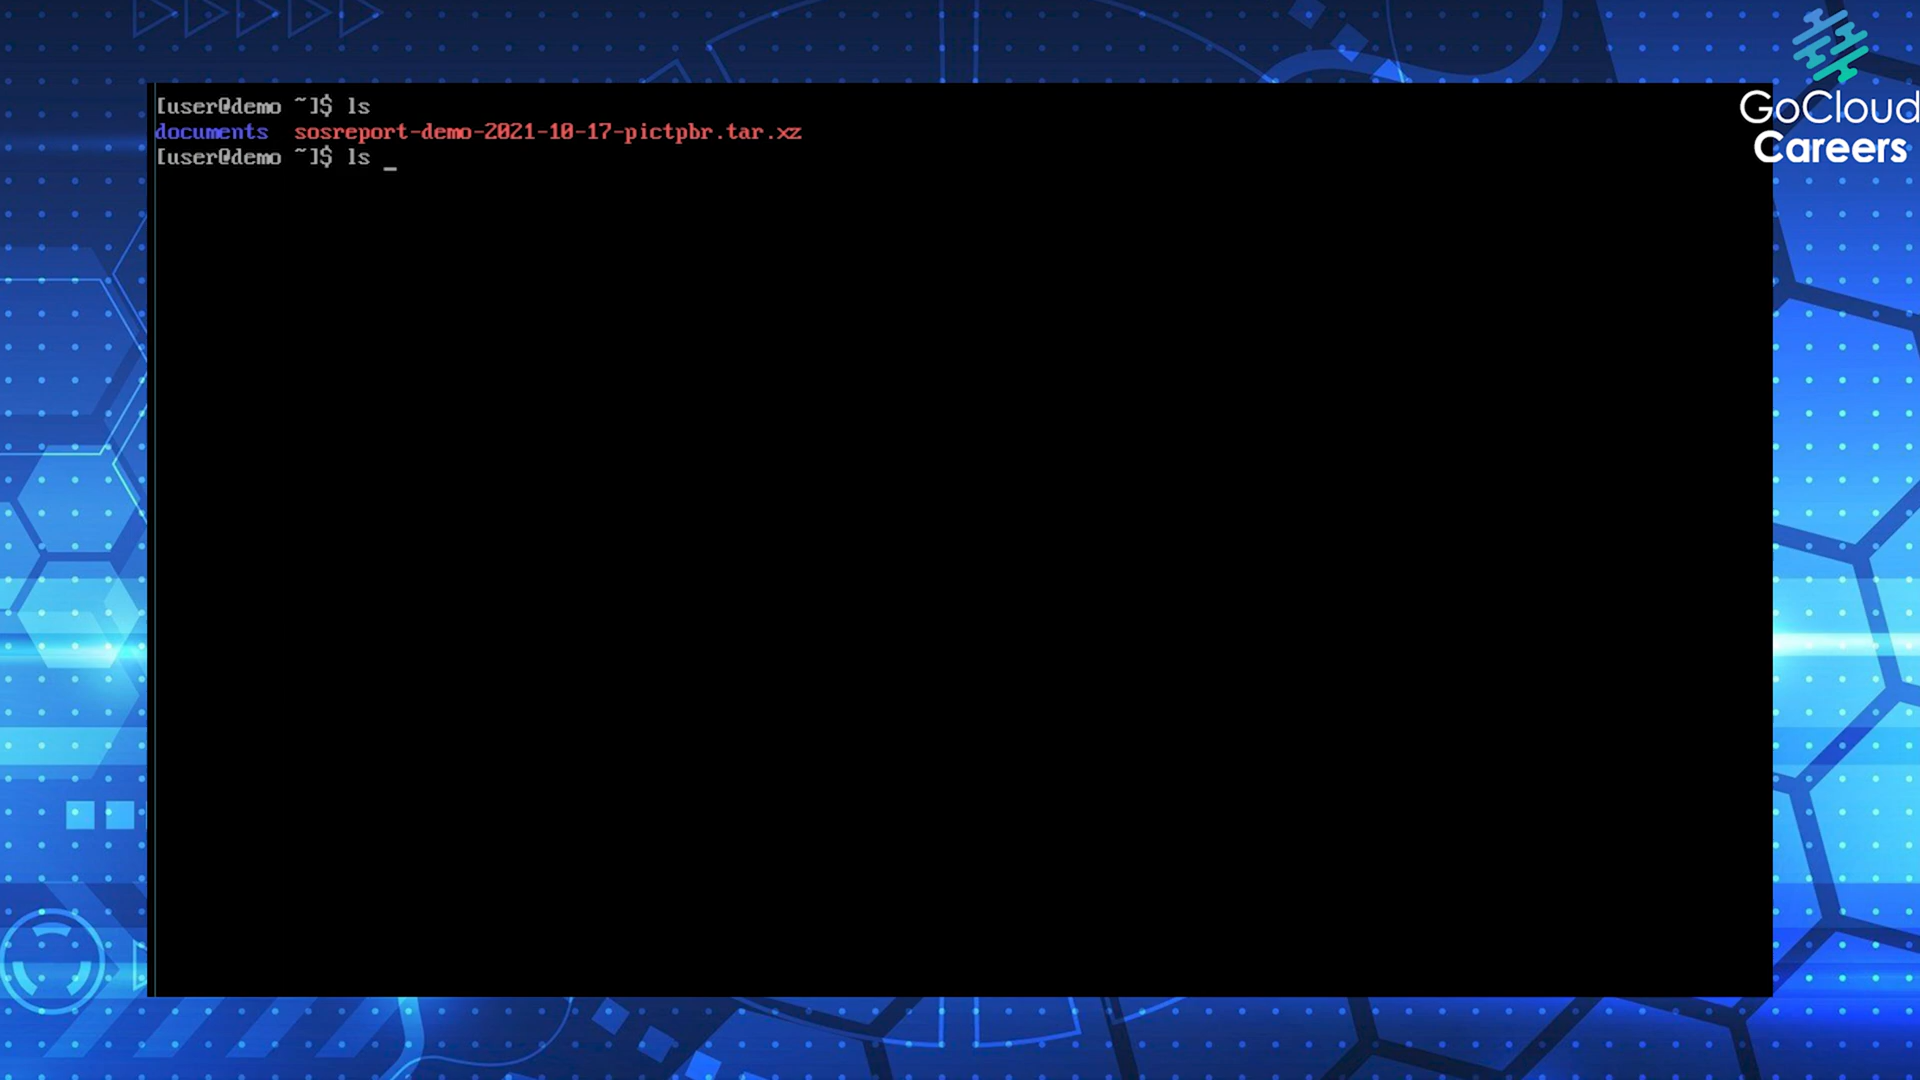 [user@demo ~]$ ls
documents  sosreport-demo-2021-10-17-pictpbr.tar.xz
[user@demo ~]$ ls _
GoCloud
Careers